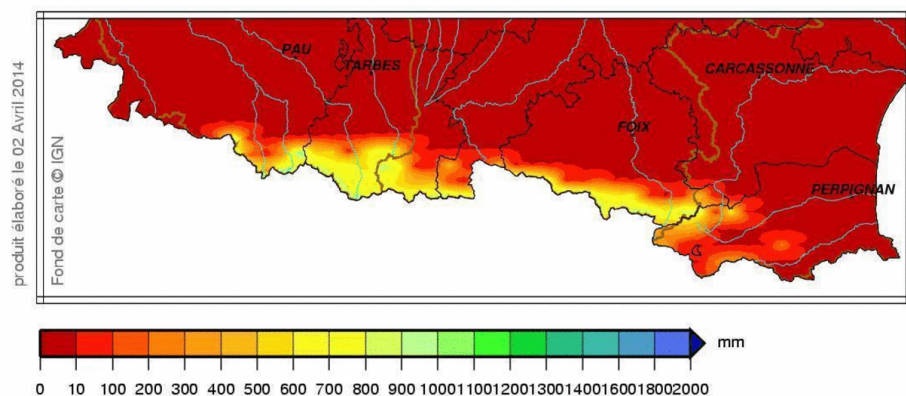 produit élaboré le 02 Avril 2014
Fond de carte © IGN
PAU
TARBES
CARCASSONNE
FOIX
PERPIGNAN
mm
0 10 100 200 300 400 500 600 700 800 900 1000 1100 1200 1300 1400 1600 1800 2000